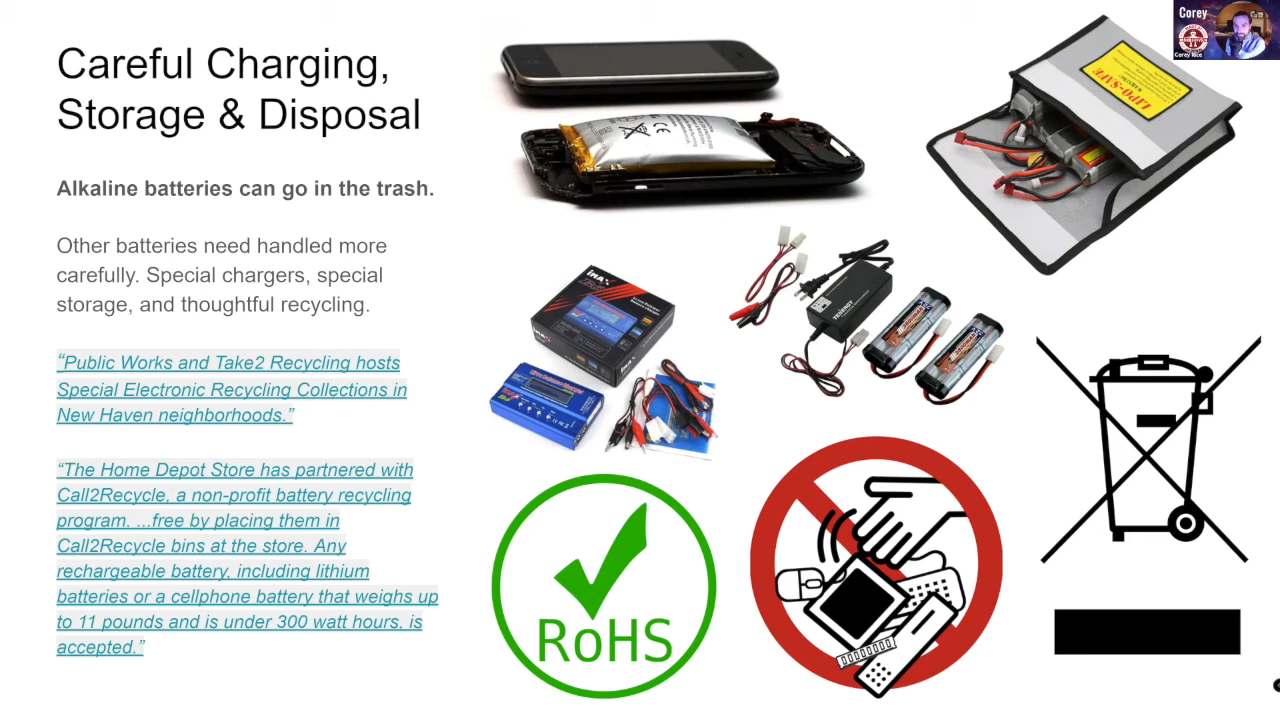 Careful Charging,
Storage & Disposal
Alkaline batteries can go in the trash.
Other batteries need handled more
carefully. Special chargers, special
storage, and thoughtful recycling.
“Public Works and Take2 Recycling hosts
Special Electronic Recycling Collections in
New Haven neighborhoods.”
“The Home Depot Store has partnered with
Call2Recycle, a non-profit battery recycling
program. ...free by placing them in
Call2Recycle bins at the store. Any
rechargeable battery, including lithium
batteries or a cellphone battery that weighs up
to 11 pounds and is under 300 watt hours. is
accepted.”
Corey
Corey Rice
LIPO-SAFE
WARNING
iMAX
TENERGY
RoHS